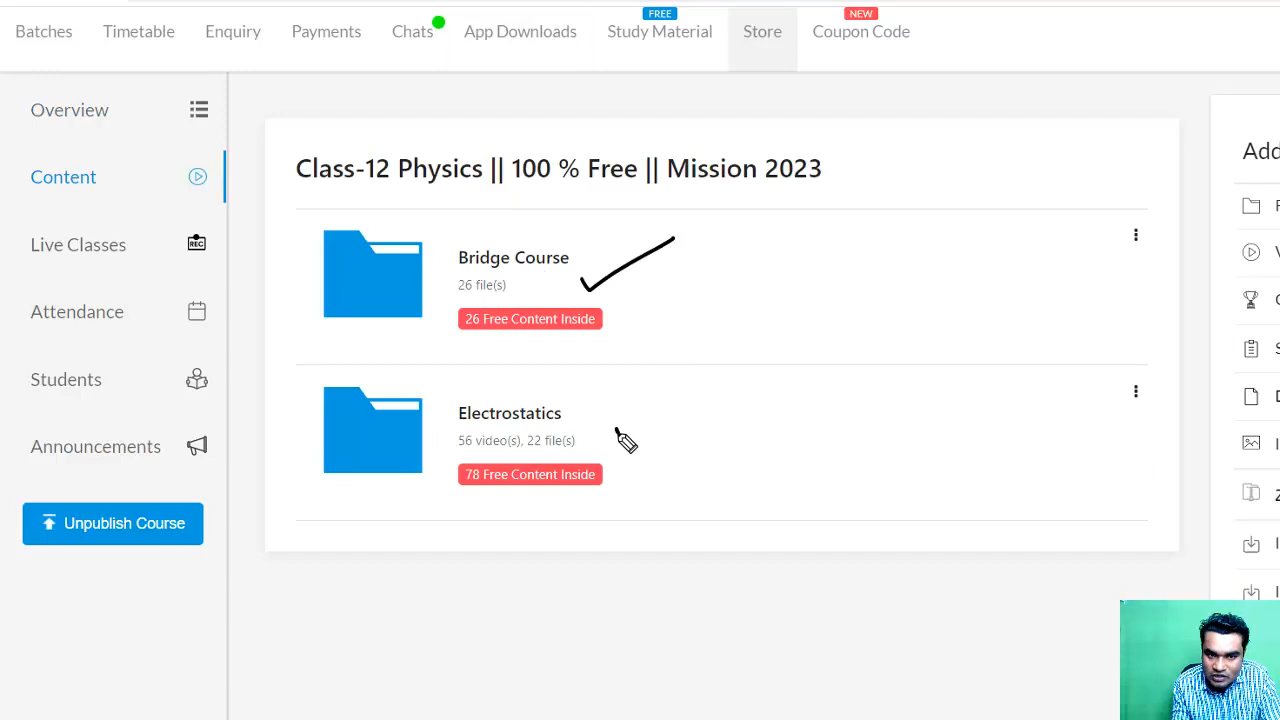 FREE
NEW
Batches Timetable Enquiry Payments Chats App Downloads Study Material Store Coupon Code
Overview
Content
Live Classes
REC
Attendance
Students
Announcements
Unpublish Course
Class-12 Physics || 100 % Free || Mission 2023
Bridge Course
26 file(s)
26 Free Content Inside
Electrostatics
56 video(s), 22 file(s)
78 Free Content Inside
Add